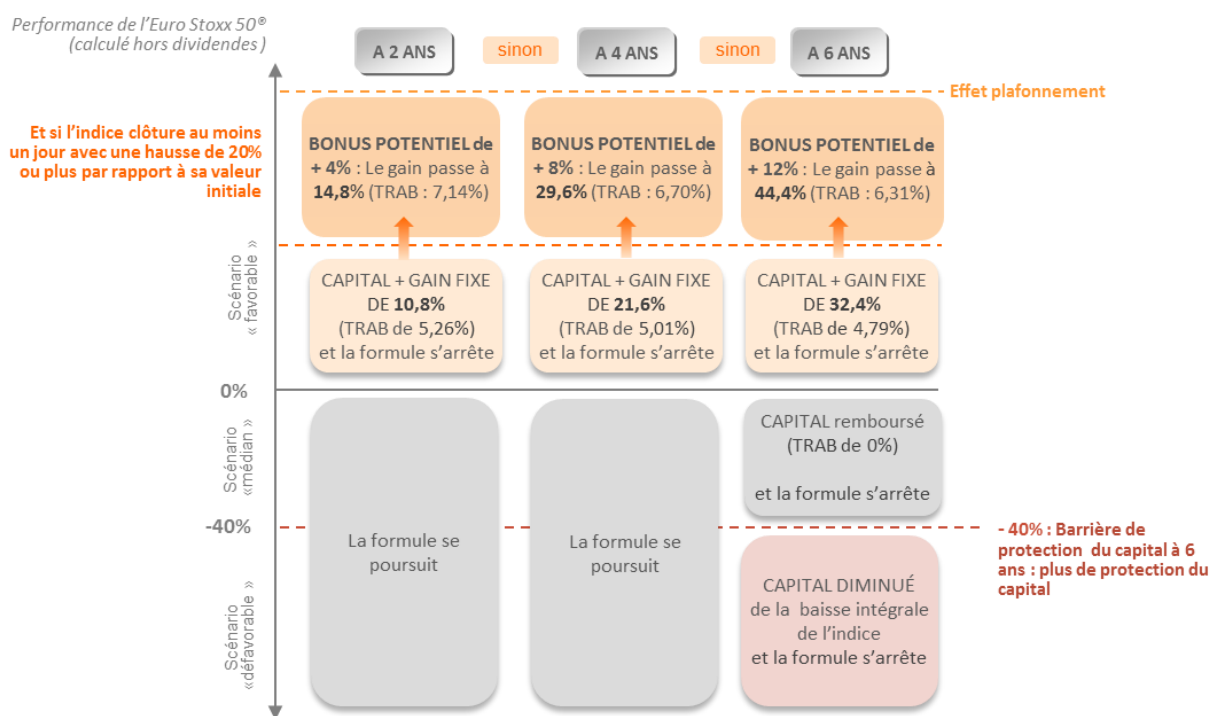 Performance de l’Euro Stoxx 50®
(calculé hors dividendes )
A 2 ANS
sinon
A 4 ANS
sinon
A 6 ANS
Effet plafonnement
Et si l’indice clôture au moins
un jour avec une hausse de 20%
ou plus par rapport à sa valeur
initiale
BONUS POTENTIEL de
+ 4% : Le gain passe à
14,8% (TRAB : 7,14%)
BONUS POTENTIEL de
+ 8% : Le gain passe à
29,6% (TRAB : 6,70%)
BONUS POTENTIEL de
+ 12% : Le gain passe à
44,4% (TRAB : 6,31%)
Scénario
« favorable »
CAPITAL + GAIN FIXE
DE 10,8%
(TRAB de 5,26%)
et la formule s’arrête
CAPITAL + GAIN FIXE
DE 21,6%
(TRAB de 5,01%)
et la formule s’arrête
CAPITAL + GAIN FIXE
DE 32,4%
(TRAB de 4,79%)
et la formule s’arrête
0%
Scénario
«médian »
La formule se
poursuit
La formule se
poursuit
CAPITAL remboursé
(TRAB de 0%)
et la formule s’arrête
-40%
- 40% : Barrière de
protection du capital à 6
ans : plus de protection du
capital
Scénario
«défavorable »
CAPITAL DIMINUÉ
de la baisse intégrale
de l’indice
et la formule s’arrête